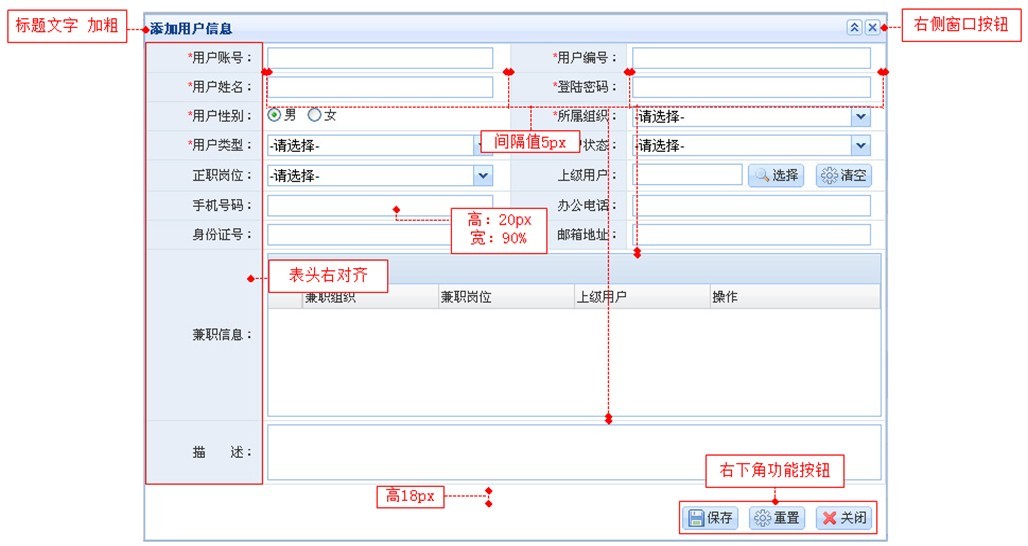 标题文字 加粗
添加用户信息
右侧窗口按钮
*用户账号：
*用户编号：
*用户姓名：
*登陆密码：
*用户性别：
男 女
*所属组织：
-请选择-
间隔值5px
*用户类型：
-请选择-
户状态：
-请选择-
正职岗位：
-请选择-
上级用户：
选择 清空
手机号码：
办公电话：
高：20px
宽：90%
身份证号：
邮箱地址：
表头右对齐
兼职组织 兼职岗位 上级用户 操作
兼职信息：
描 述：
右下角功能按钮
高18px
保存 重置 关闭